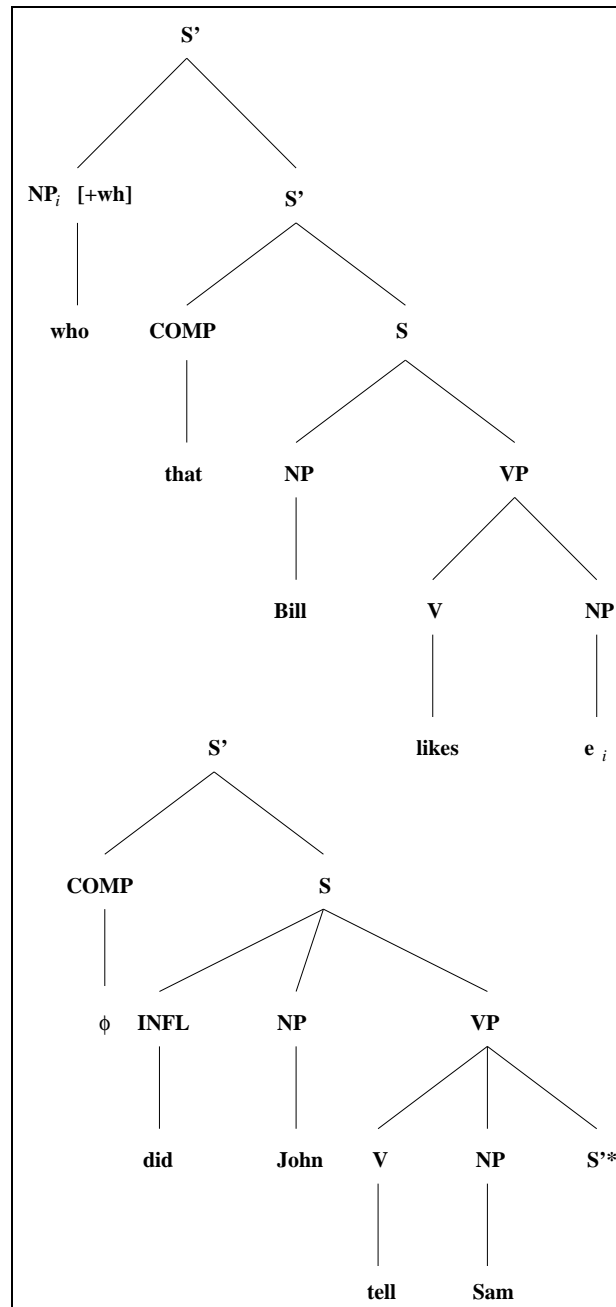 S’
NPi [+wh] S’
who COMP S
that NP VP
Bill V NP
likes ei
S’
COMP S
ϕ INFL NP VP
did John V NP S’*
tell Sam